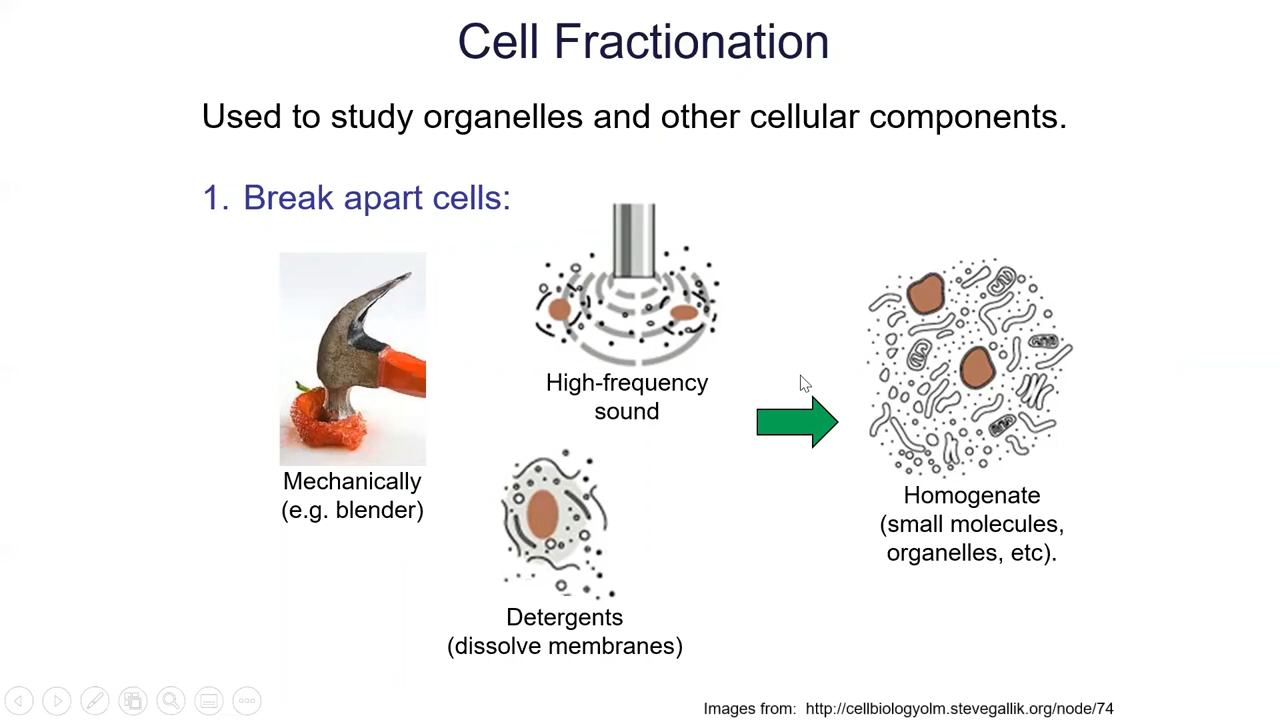 Cell Fractionation
Used to study organelles and other cellular components.
1. Break apart cells:
High-frequency
sound
Mechanically
(e.g. blender)
Homogenate
(small molecules,
organelles, etc).
Detergents
(dissolve membranes)
Images from: http://cellbiologyolm.stevegallik.org/node/74